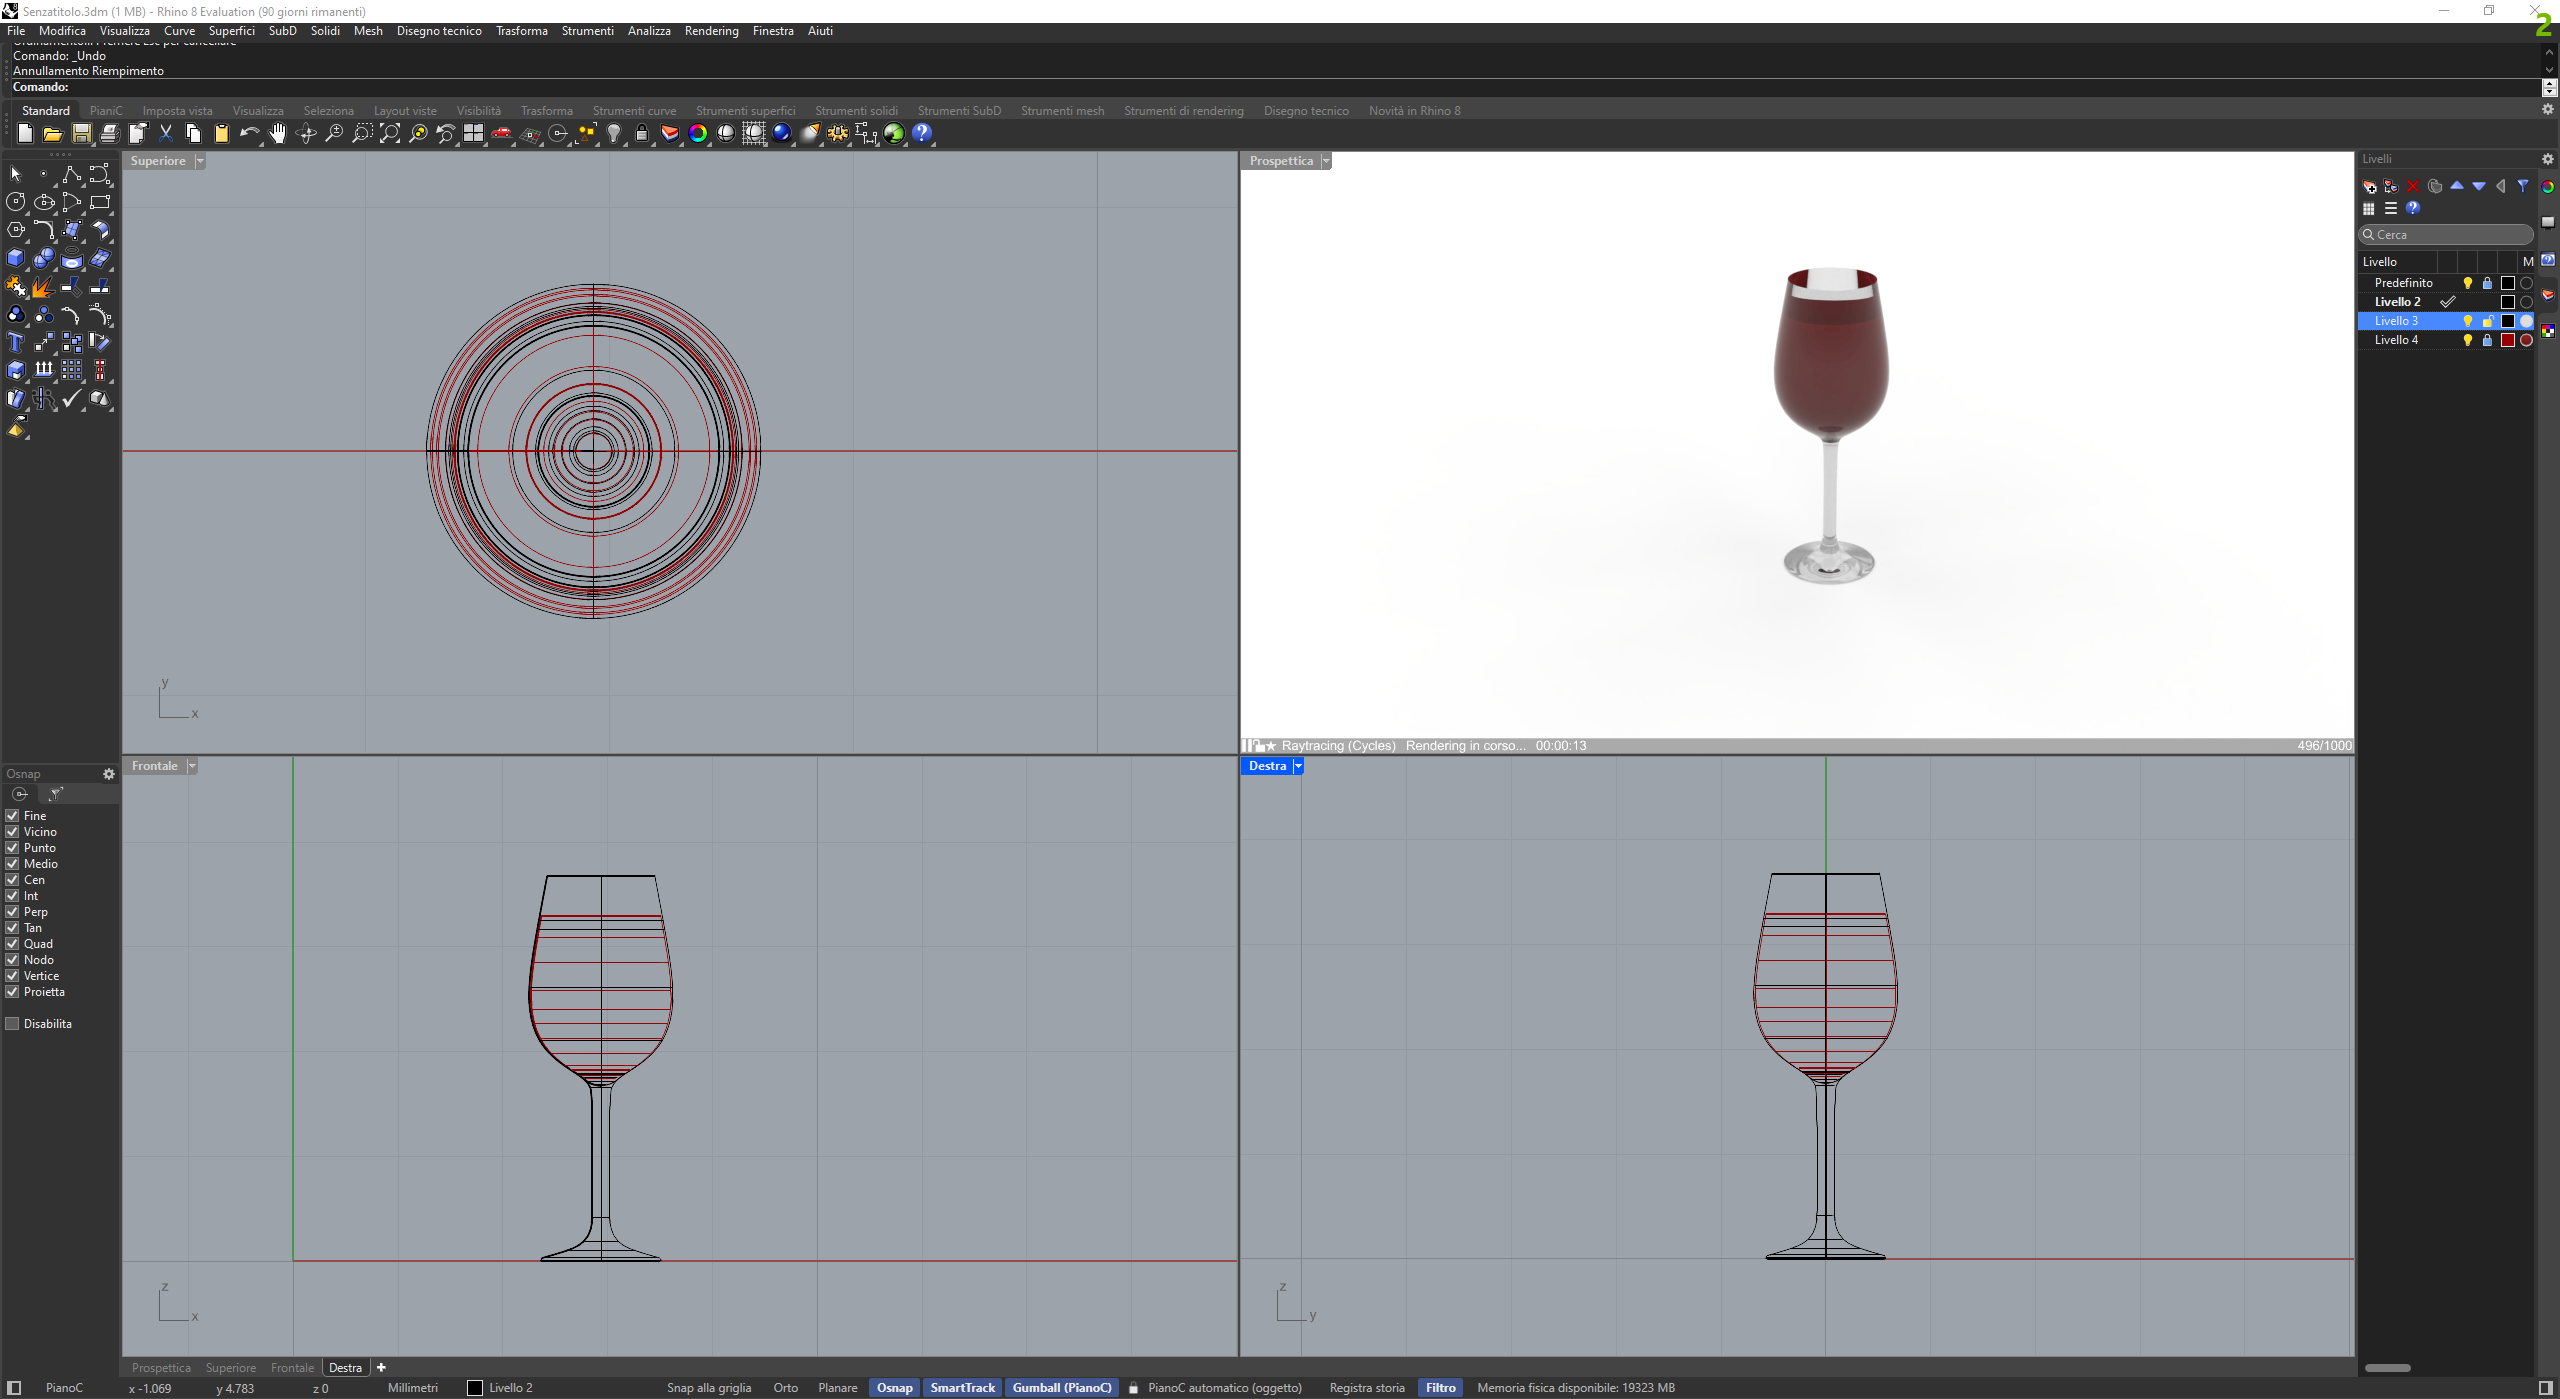 Senzatitolo.3dm (1 MB) - Rhino 8 Evaluation (90 giorni rimanenti)
2
File Modifica Visualizza Curve Superfici SubD Solidi Mesh Disegno tecnico Trasforma Strumenti Analizza Rendering Finestra Aiuti
Comando: _Undo
Annullamento Riempimento
Comando:
Standard PianiC Imposta vista Visualizza Seleziona Layout viste Visibilità Trasforma Strumenti curve Strumenti superfici Strumenti solidi Strumenti SubD Strumenti mesh Strumenti di rendering Disegno tecnico Novità in Rhino 8
Superiore
Prospettica
Livelli
Cerca
Livello M
Predefinito
Livello 2
Livello 3
Livello 4
y
x
Raytracing (Cycles) Rendering in corso... 00:00:13 496/1000
Frontale
Destra
Osnap
Fine
Vicino
Punto
Medio
Cen
Int
Perp
Tan
Quad
Nodo
Vertice
Proietta
Disabilita
z
x
z
y
Prospettica Superiore Frontale Destra
PianoC x -1.069 y 4.783 z 0 Millimetri Livello 2 Snap alla griglia Orto Planare Osnap SmartTrack Gumball (PianoC) PianoC automatico (oggetto) Registra storia Filtro Memoria fisica disponibile: 19323 MB